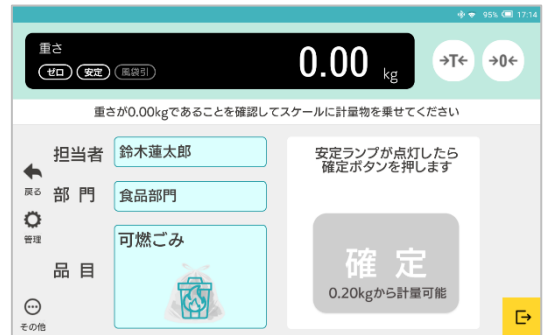 95% 17:14
重さ
ゼロ 安定 風袋引
0.00 kg
→T← →0←
重さが0.00kgであることを確認してスケールに計量物を乗せてください
担当者 鈴木蓮太郎
部門 食品部門
品目 可燃ごみ
安定ランプが点灯したら
確定ボタンを押します
確定
0.20kgから計量可能
戻る
管理
その他